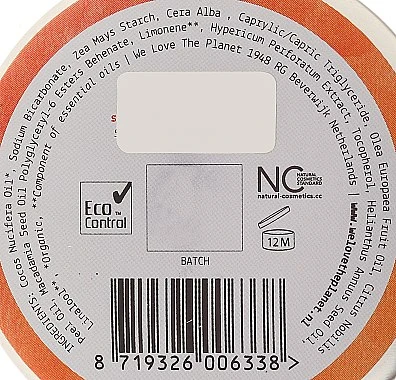 INGREDIENTS: Cocos Nucifera Oil*, Sodium Bicarbonate, Zea Mays Starch, Cera Alba, Caprylic/Capric Triglyceride, Olea Europaea Fruit Oil, Citrus Nobilis
Peel Oil, Macadamia Seed Oil Polyglyceryl-6 Esters Behenate, Limonene**, Hypericum Perforatum Extract, Tocopherol, Helianthus Annuus Seed Oil,
Linalool**, *Organic, **Component of essential oils | We Love The Planet 1948 RG Beverwijk Netherlands | www.welovetheplanet.nl
Eco
Control
TM
BATCH
NC
NATURAL
COSMETICS
STANDARD
natural-cosmetics.cc
12M
8 719326 006338 >